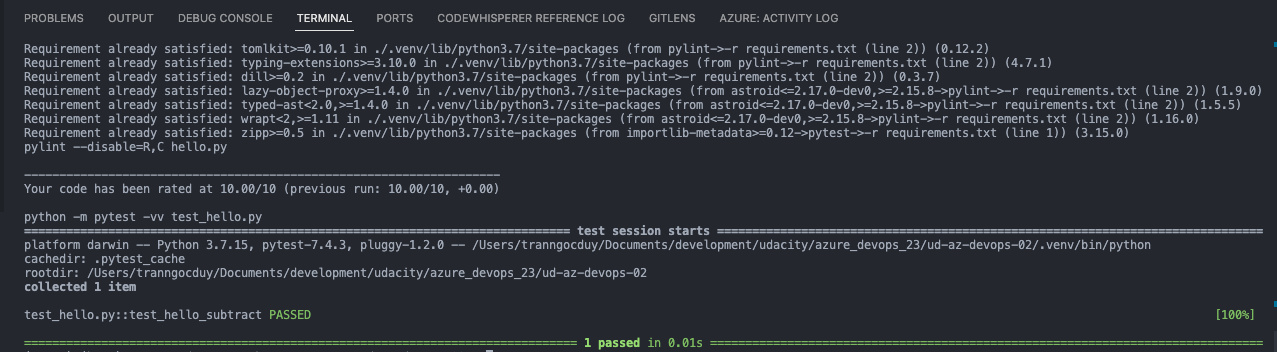 PROBLEMS OUTPUT DEBUG CONSOLE TERMINAL PORTS CODEWHISPERER REFERENCE LOG GITLENS AZURE: ACTIVITY LOG
Requirement already satisfied: tomlkit>=0.10.1 in ./.venv/lib/python3.7/site-packages (from pylint->-r requirements.txt (line 2)) (0.12.2)
Requirement already satisfied: typing-extensions>=3.10.0 in ./.venv/lib/python3.7/site-packages (from pylint->-r requirements.txt (line 2)) (4.7.1)
Requirement already satisfied: dill>=0.2 in ./.venv/lib/python3.7/site-packages (from pylint->-r requirements.txt (line 2)) (0.3.7)
Requirement already satisfied: lazy-object-proxy>=1.4.0 in ./.venv/lib/python3.7/site-packages (from astroid<=2.17.0-dev0,>=2.15.8->pylint->-r requirements.txt (line 2)) (1.9.0)
Requirement already satisfied: typed-ast<2.0,>=1.4.0 in ./.venv/lib/python3.7/site-packages (from astroid<=2.17.0-dev0,>=2.15.8->pylint->-r requirements.txt (line 2)) (1.5.5)
Requirement already satisfied: wrapt<2,>=1.11 in ./.venv/lib/python3.7/site-packages (from astroid<=2.17.0-dev0,>=2.15.8->pylint->-r requirements.txt (line 2)) (1.16.0)
Requirement already satisfied: zipp>=0.5 in ./.venv/lib/python3.7/site-packages (from importlib-metadata>=0.12->pytest->-r requirements.txt (line 1)) (3.15.0)
pylint --disable=R,C hello.py
--------------------------------------------------------------------
Your code has been rated at 10.00/10 (previous run: 10.00/10, +0.00)
python -m pytest -vv test_hello.py
============================== test session starts ==============================
platform darwin -- Python 3.7.15, pytest-7.4.3, pluggy-1.2.0 -- /Users/tranngocduy/Documents/development/udacity/azure_devops_23/ud-az-devops-02/.venv/bin/python
cachedir: .pytest_cache
rootdir: /Users/tranngocduy/Documents/development/udacity/azure_devops_23/ud-az-devops-02
collected 1 item
test_hello.py::test_hello_subtract PASSED [100%]
============================== 1 passed in 0.01s ==============================